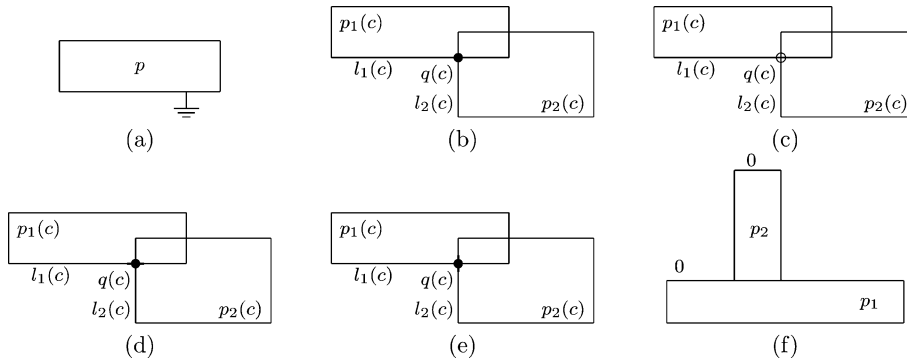 p
(a)
p₁(c)
l₁(c)
q(c)
l₂(c)
p₂(c)
(b)
p₁(c)
l₁(c)
q(c)
l₂(c)
p₂(c)
(c)
p₁(c)
l₁(c)
q(c)
l₂(c)
p₂(c)
(d)
p₁(c)
l₁(c)
q(c)
l₂(c)
p₂(c)
(e)
0
p₂
0
p₁
(f)